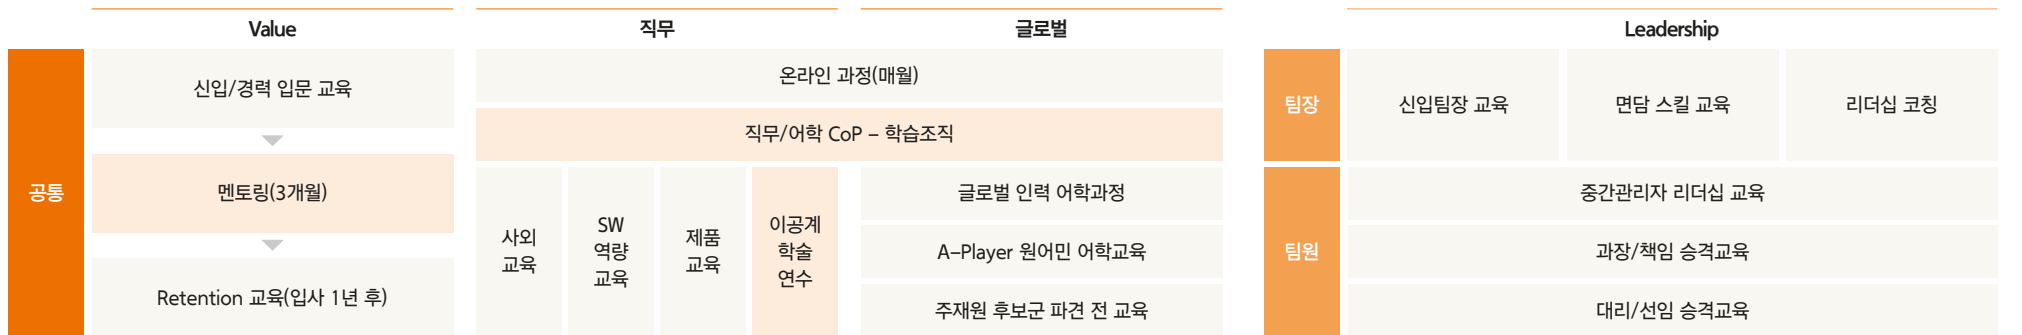 Value
직무
글로벌
Leadership
공통
신입/경력 입문 교육
멘토링(3개월)
Retention 교육(입사 1년 후)
온라인 과정(매월)
직무/어학 CoP – 학습조직
사외
교육
SW
역량
교육
제품
교육
이공계
학술
연수
글로벌 인력 어학과정
A–Player 원어민 어학교육
주재원 후보군 파견 전 교육
팀장
신입팀장 교육
면담 스킬 교육
리더십 코칭
팀원
중간관리자 리더십 교육
과장/책임 승격교육
대리/선임 승격교육